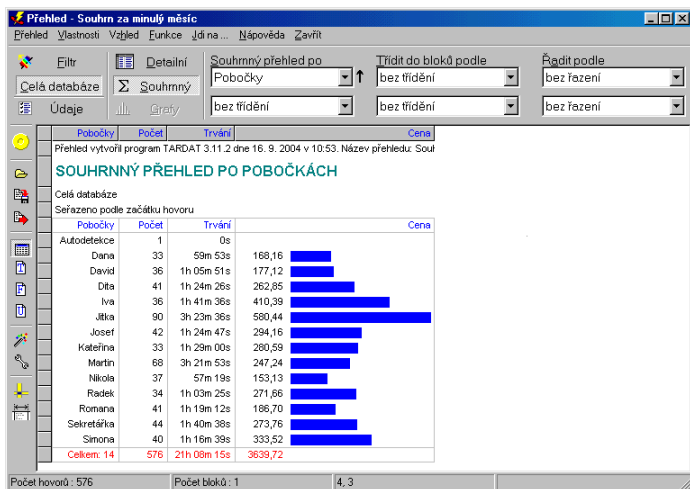 Přehled - Souhrn za minulý měsíc
Přehled Vlastnosti Vzhled Funkce Jdi na ... Nápověda Zavřít
Filtr Detailní Souhrnný přehled po Třídit do bloků podle Řadit podle
Celá databáze Σ Souhrnný Pobočky bez třídění bez řazení
Údaje Grafy bez třídění bez třídění bez řazení
Pobočky Počet Trvání Cena
Přehled vytvořil program TARDAT 3.11.2 dne 16. 9. 2004 v 10:53. Název přehledu: Souh
SOUHRNNÝ PŘEHLED PO POBOČKÁCH
Celá databáze
Seřazeno podle začátku hovoru
Pobočky Počet Trvání Cena
Autodetekce 1 0s
Dana 33 59m 53s 168,16
David 36 1h 05m 51s 177,12
Dita 41 1h 24m 26s 262,85
Iva 36 1h 41m 36s 410,39
Jitka 90 3h 23m 36s 580,44
Josef 42 1h 24m 47s 294,16
Kateřina 33 1h 29m 00s 280,59
Martin 68 3h 21m 53s 247,24
Nikola 37 57m 19s 153,13
Radek 34 1h 03m 25s 271,66
Romana 41 1h 19m 12s 186,70
Sekretářka 44 1h 40m 38s 273,76
Simona 40 1h 16m 39s 333,52
Celkem: 14 576 21h 08m 15s 3639,72
Počet hovorů : 576 Počet bloků : 1 4, 3